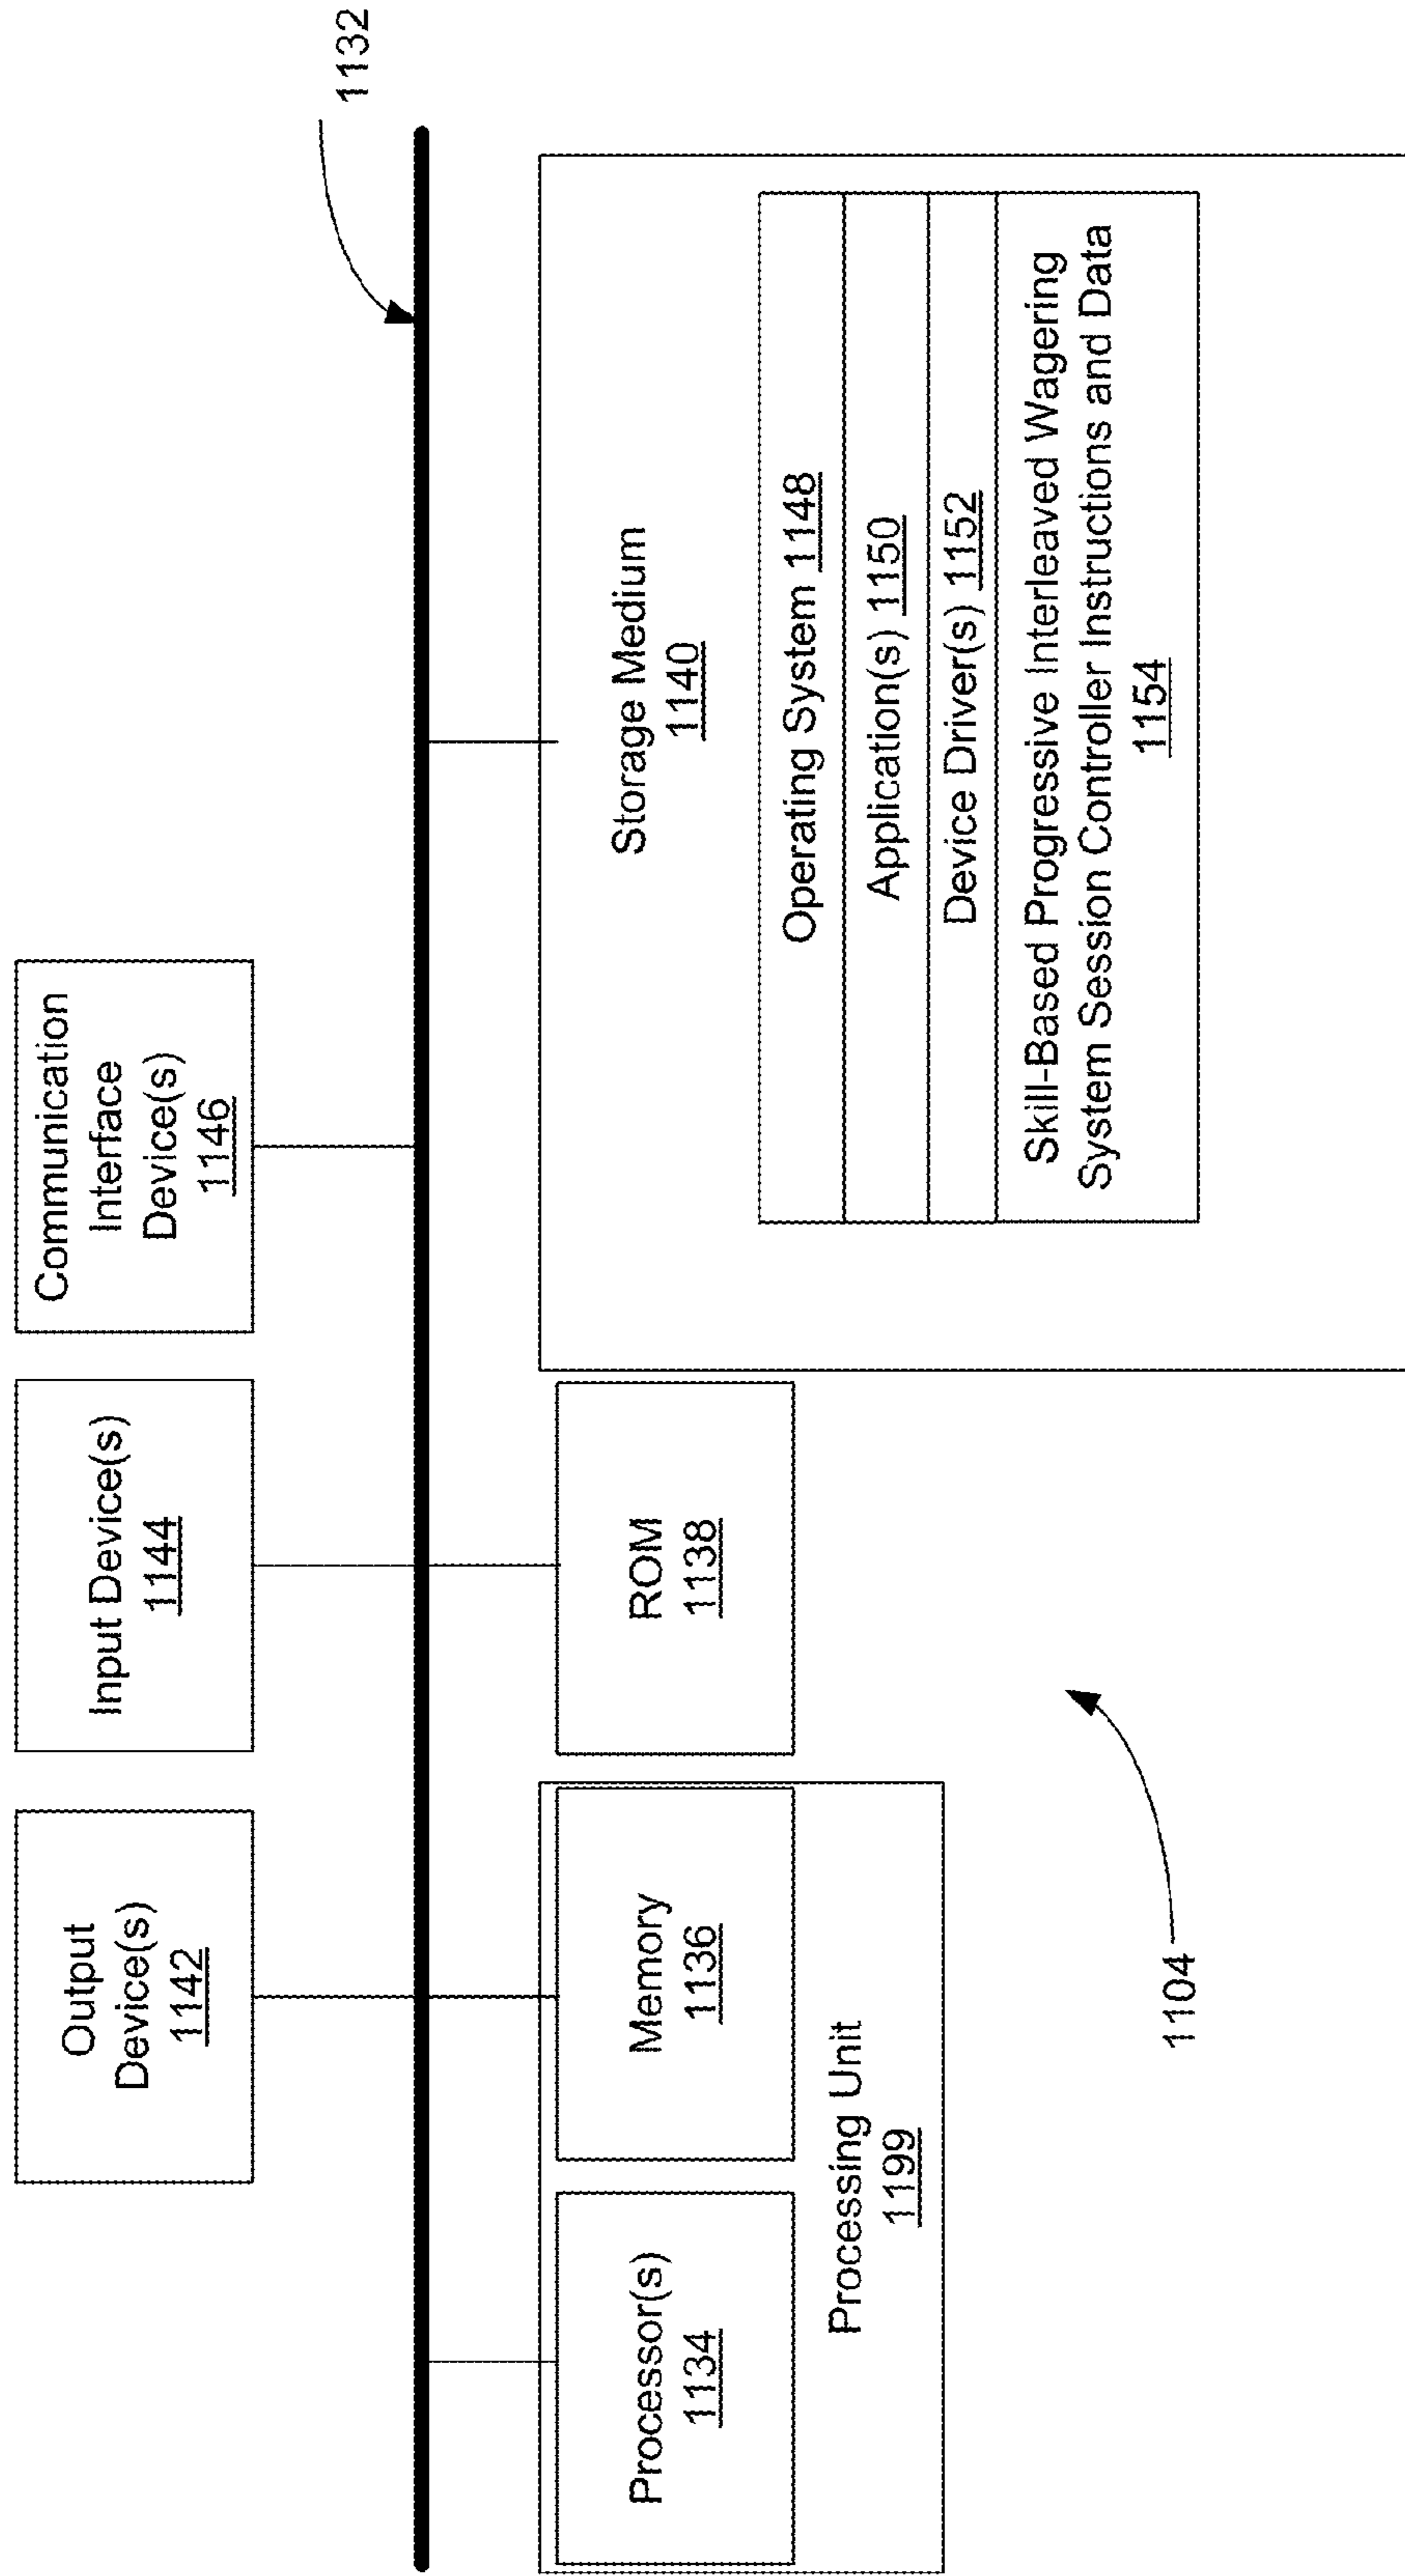 1132
Output
Device(s)
1142
Input Device(s)
1144
Communication
Interface
Device(s)
1146
Processor(s)
1134
Memory
1136
Processing Unit
1199
ROM
1138
Storage Medium
1140
Operating System 1148
Application(s) 1150
Device Driver(s) 1152
Skill-Based Progressive Interleaved Wagering
System Session Controller Instructions and Data
1154
1104